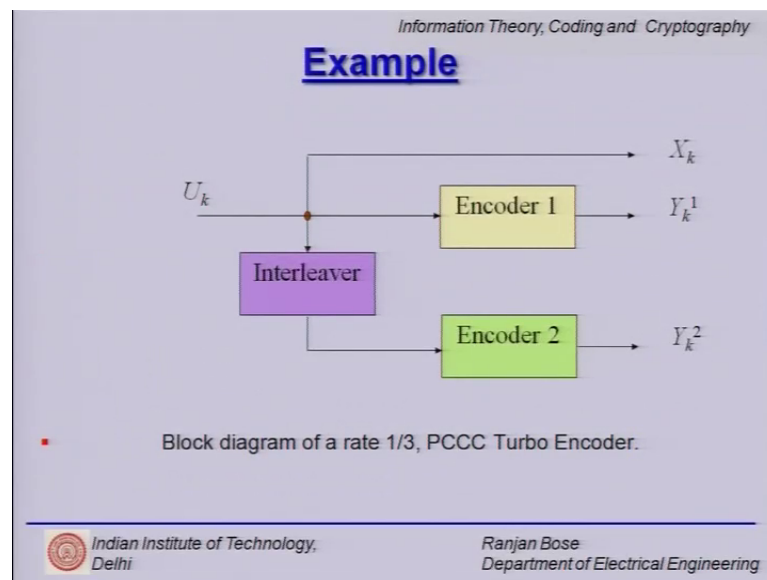 Information Theory, Coding and Cryptography
Example
X_k
U_k
Encoder 1
Y_k^1
Interleaver
Encoder 2
Y_k^2
Block diagram of a rate 1/3, PCCC Turbo Encoder.
Indian Institute of Technology,
Delhi
Ranjan Bose
Department of Electrical Engineering